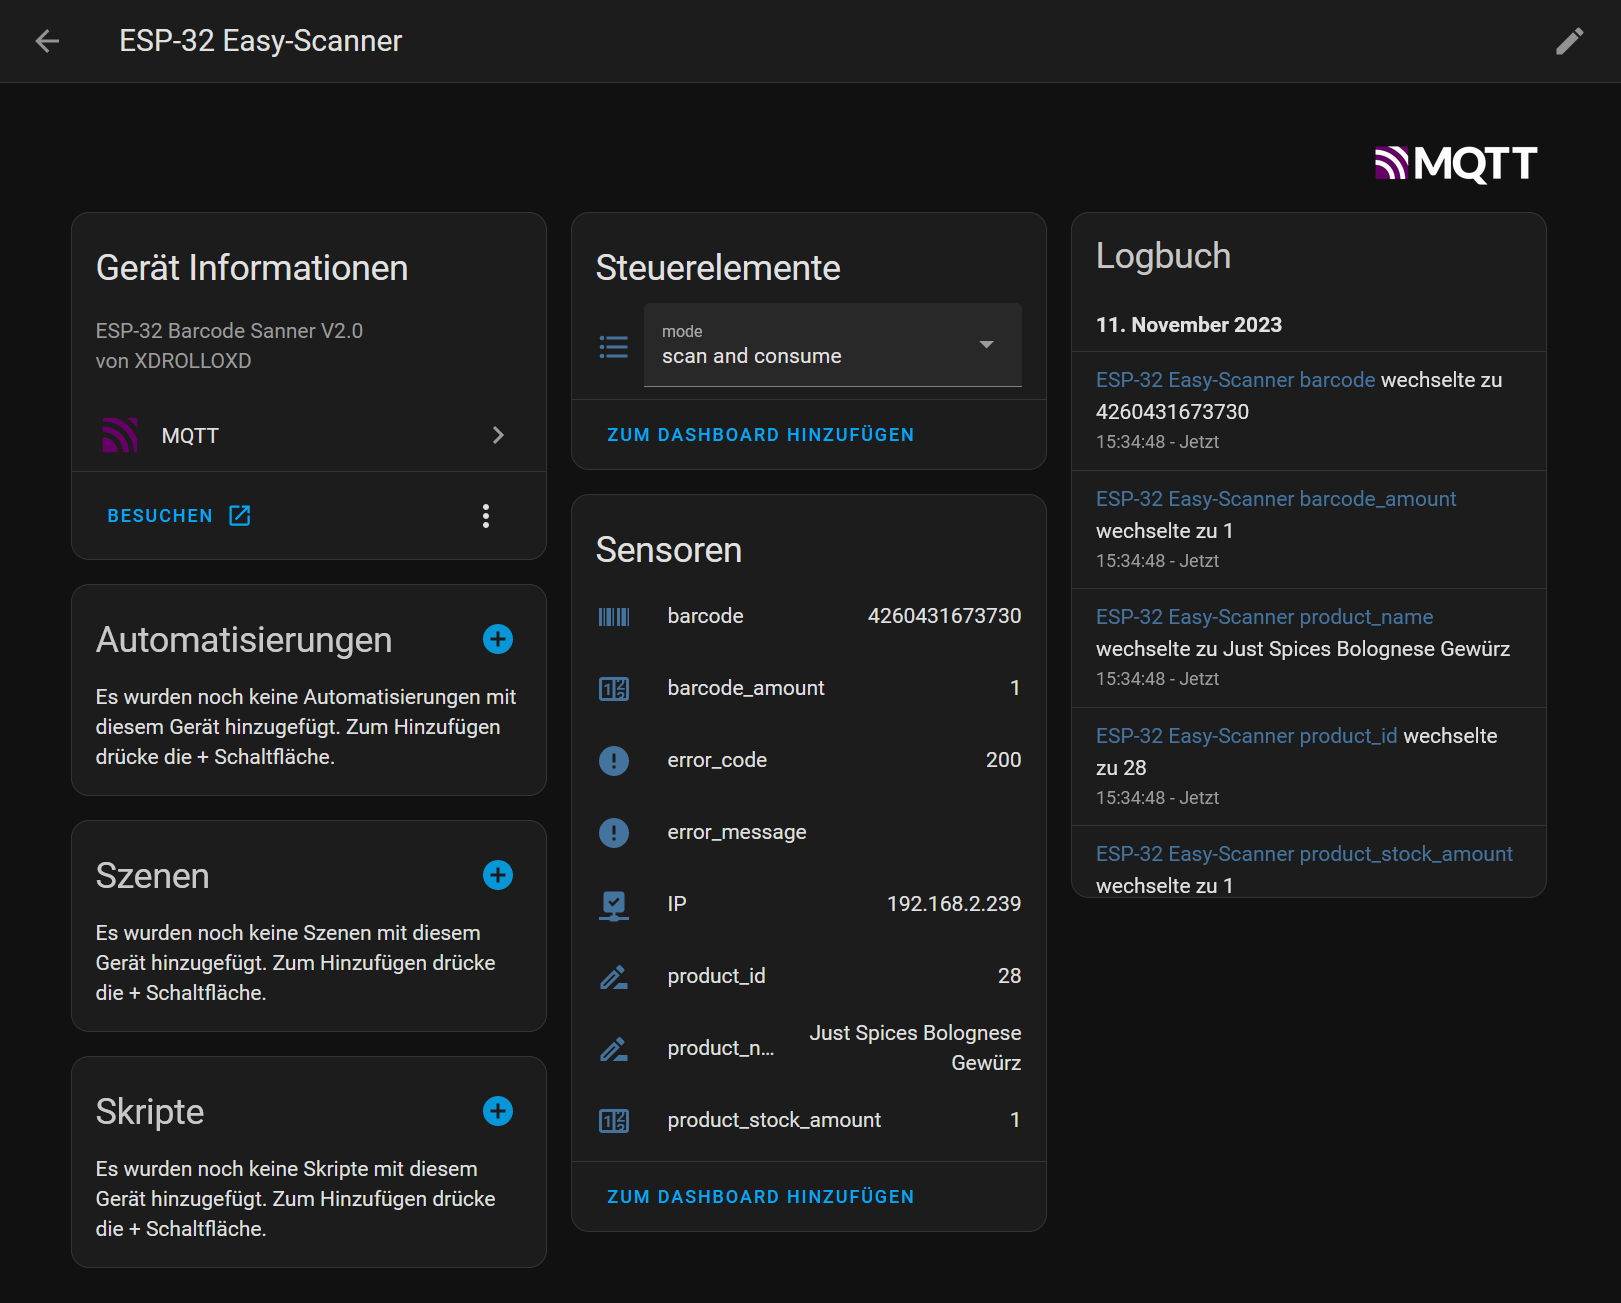 ESP-32 Easy-Scanner
MQTT
Gerät Informationen
ESP-32 Barcode Sanner V2.0
von XDROLLOXD
MQTT
BESUCHEN
Automatisierungen
Es wurden noch keine Automatisierungen mit
diesem Gerät hinzugefügt. Zum Hinzufügen
drücke die + Schaltfläche.
Szenen
Es wurden noch keine Szenen mit diesem
Gerät hinzugefügt. Zum Hinzufügen drücke
die + Schaltfläche.
Skripte
Es wurden noch keine Skripte mit diesem
Gerät hinzugefügt. Zum Hinzufügen drücke
die + Schaltfläche.
Steuerelemente
mode
scan and consume
ZUM DASHBOARD HINZUFÜGEN
Sensoren
barcode 4260431673730
barcode_amount 1
error_code 200
error_message
IP 192.168.2.239
product_id 28
product_n... Just Spices Bolognese
Gewürz
product_stock_amount 1
ZUM DASHBOARD HINZUFÜGEN
Logbuch
11. November 2023
ESP-32 Easy-Scanner barcode wechselte zu
4260431673730
15:34:48 - Jetzt
ESP-32 Easy-Scanner barcode_amount
wechselte zu 1
15:34:48 - Jetzt
ESP-32 Easy-Scanner product_name
wechselte zu Just Spices Bolognese Gewürz
15:34:48 - Jetzt
ESP-32 Easy-Scanner product_id wechselte
zu 28
15:34:48 - Jetzt
ESP-32 Easy-Scanner product_stock_amount
wechselte zu 1